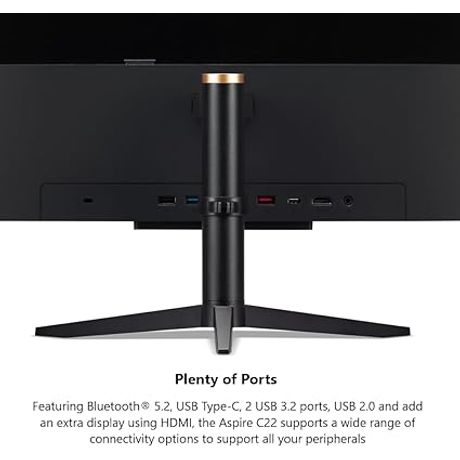 Plenty of Ports
Featuring Bluetooth® 5.2, USB Type-C, 2 USB 3.2 ports, USB 2.0 and add
an extra display using HDMI, the Aspire C22 supports a wide range of
connectivity options to support all your peripherals